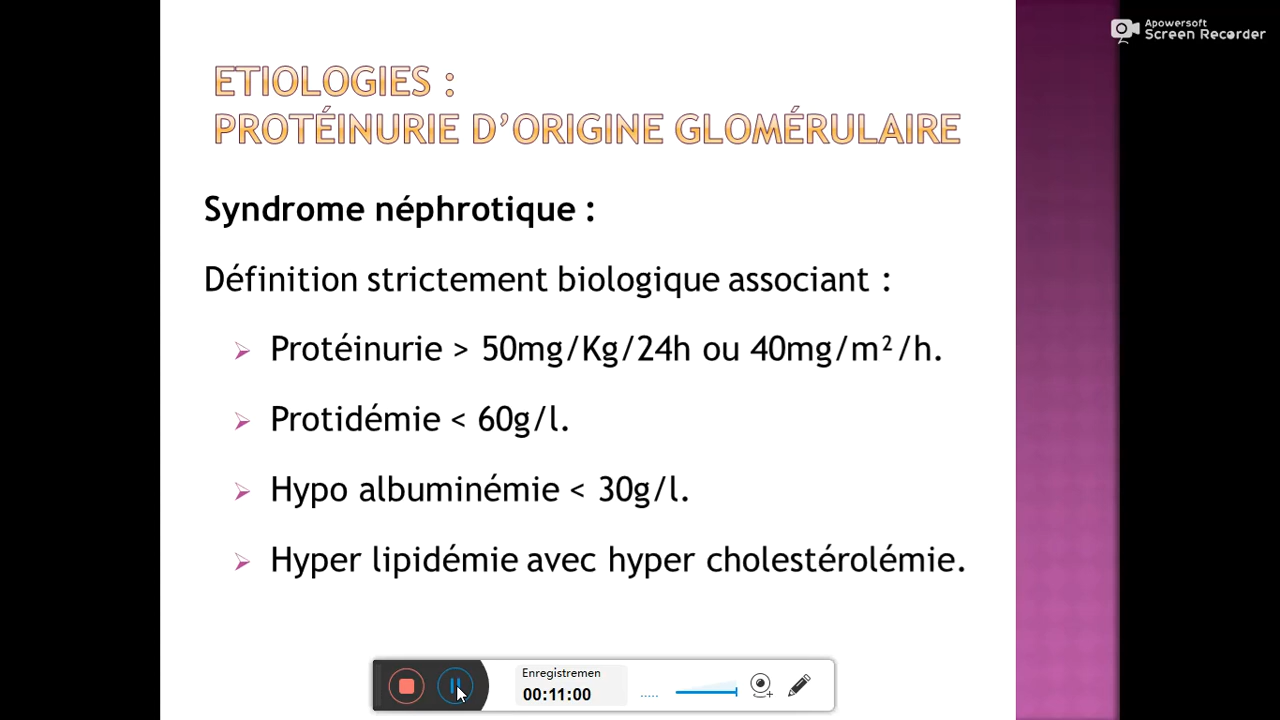 Apowersoft
Screen Recorder
ETIOLOGIES :
PROTÉINURIE D’ORIGINE GLOMÉRULAIRE
Syndrome néphrotique :
Définition strictement biologique associant :
Protéinurie > 50mg/Kg/24h ou 40mg/m²/h.
Protidémie < 60g/l.
Hypo albuminémie < 30g/l.
Hyper lipidémie avec hyper cholestérolémie.
Enregistremen
00:11:00